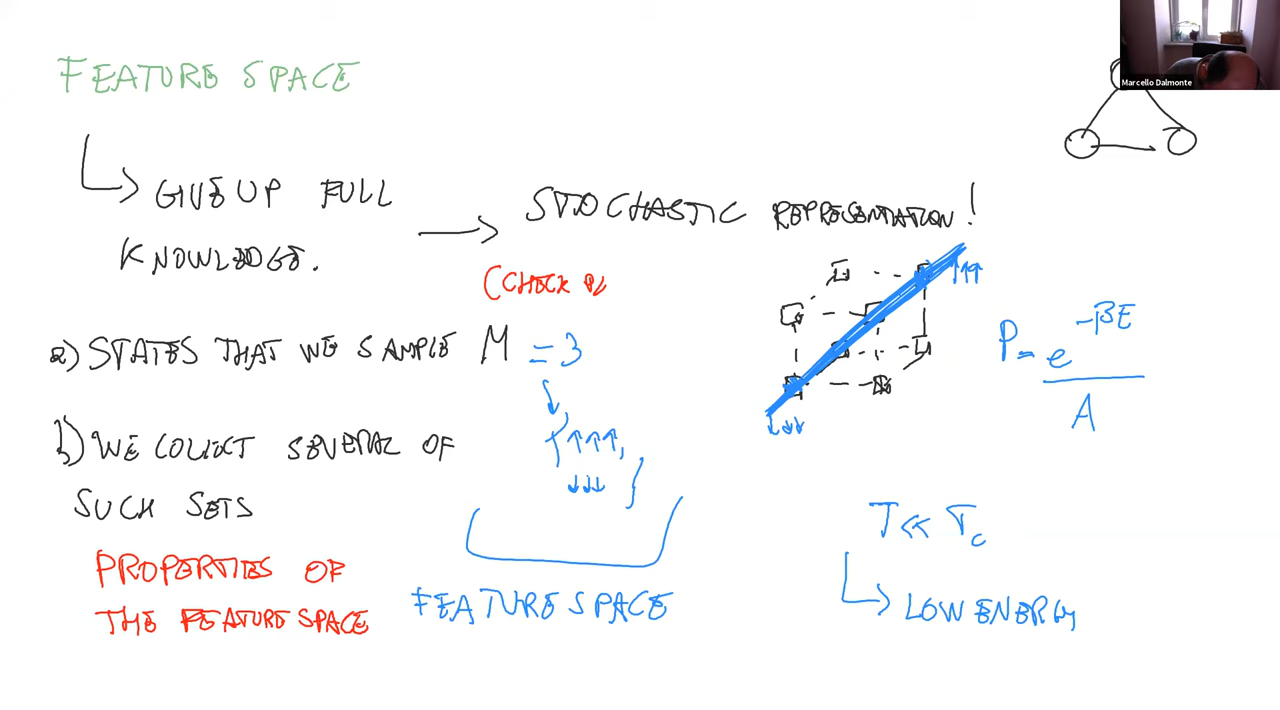 Marcello Dalmonte
FEATURE SPACE
GIVE UP FULL
KNOWLEDGE.
STOCHASTIC REPRESENTATION!
(CHECK
a) STATES THAT WE SAMPLE M = 3
↑↑↑
↓↓↓
P = e^{-βE}
A
b) WE COLLECT SEVERAL OF
SUCH SETS
{↑↑↑,
↓↓↓}
PROPERTIES OF
THE FEATURE SPACE
FEATURE SPACE
T << Tc
LOW ENERGY